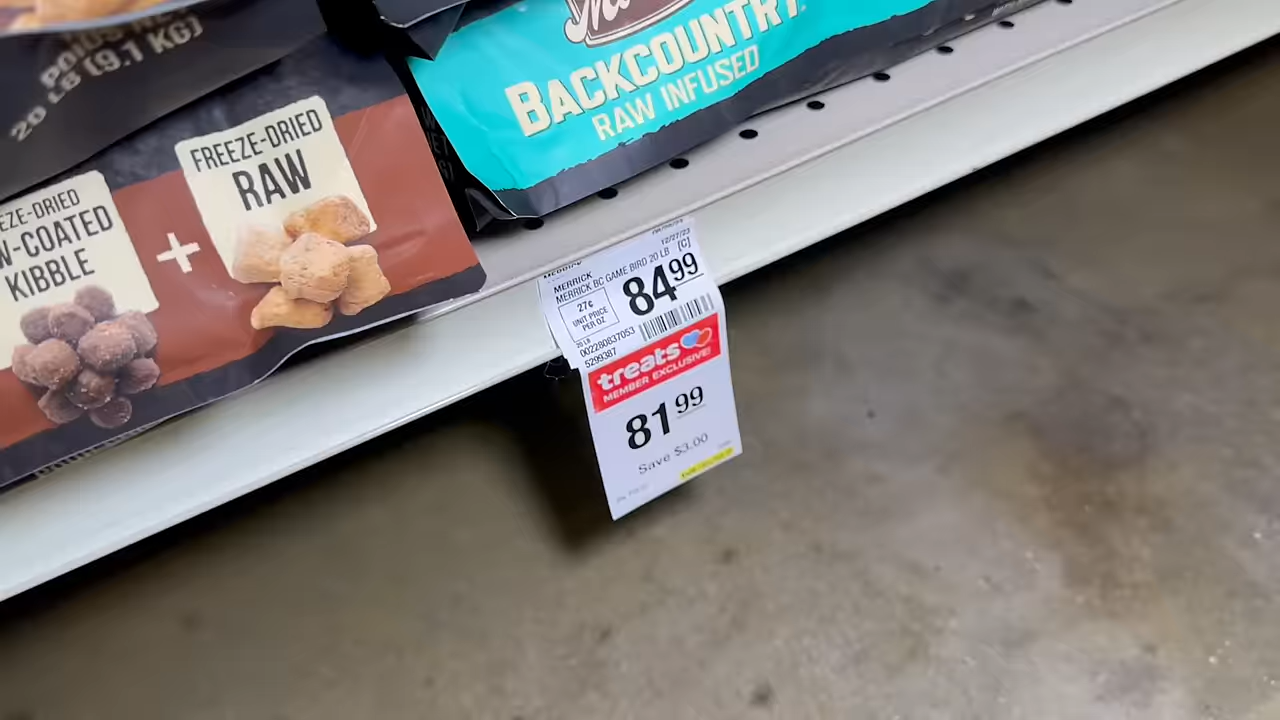 20 LB (9.1 KG)
FREEZE-DRIED
RAW
EZE-DRIED
W-COATED
KIBBLE
+
BACKCOUNTRY
RAW INFUSED
12/27/23
MERRICK [C]
MERRICK BC GAME BIRD 20 LB
27¢
UNIT PRICE
PER OZ
84.99
20 LB
002280837053
5299387
treats
MEMBER EXCLUSIVE!
81.99
Save $3.00